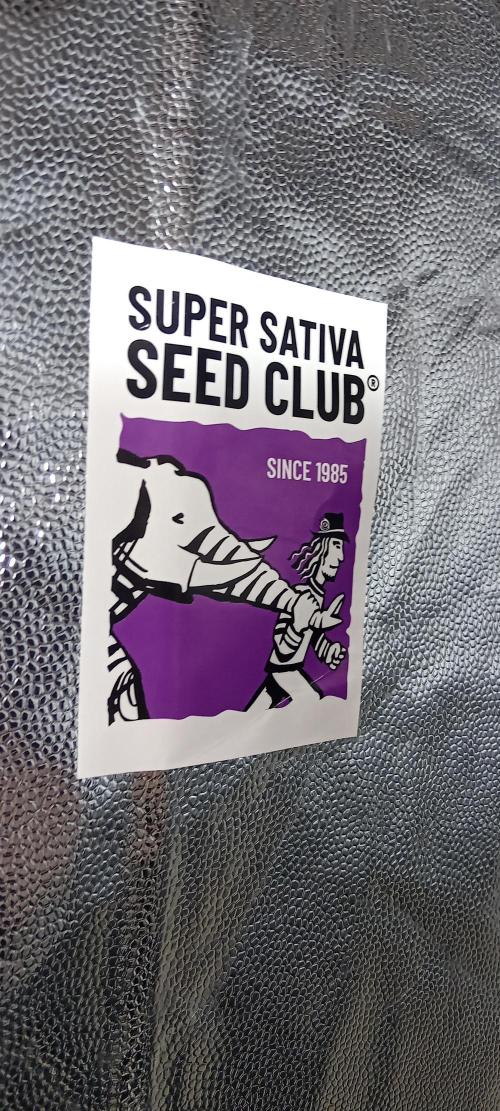 SUPER SATIVA
SEED CLUB®
SINCE 1985